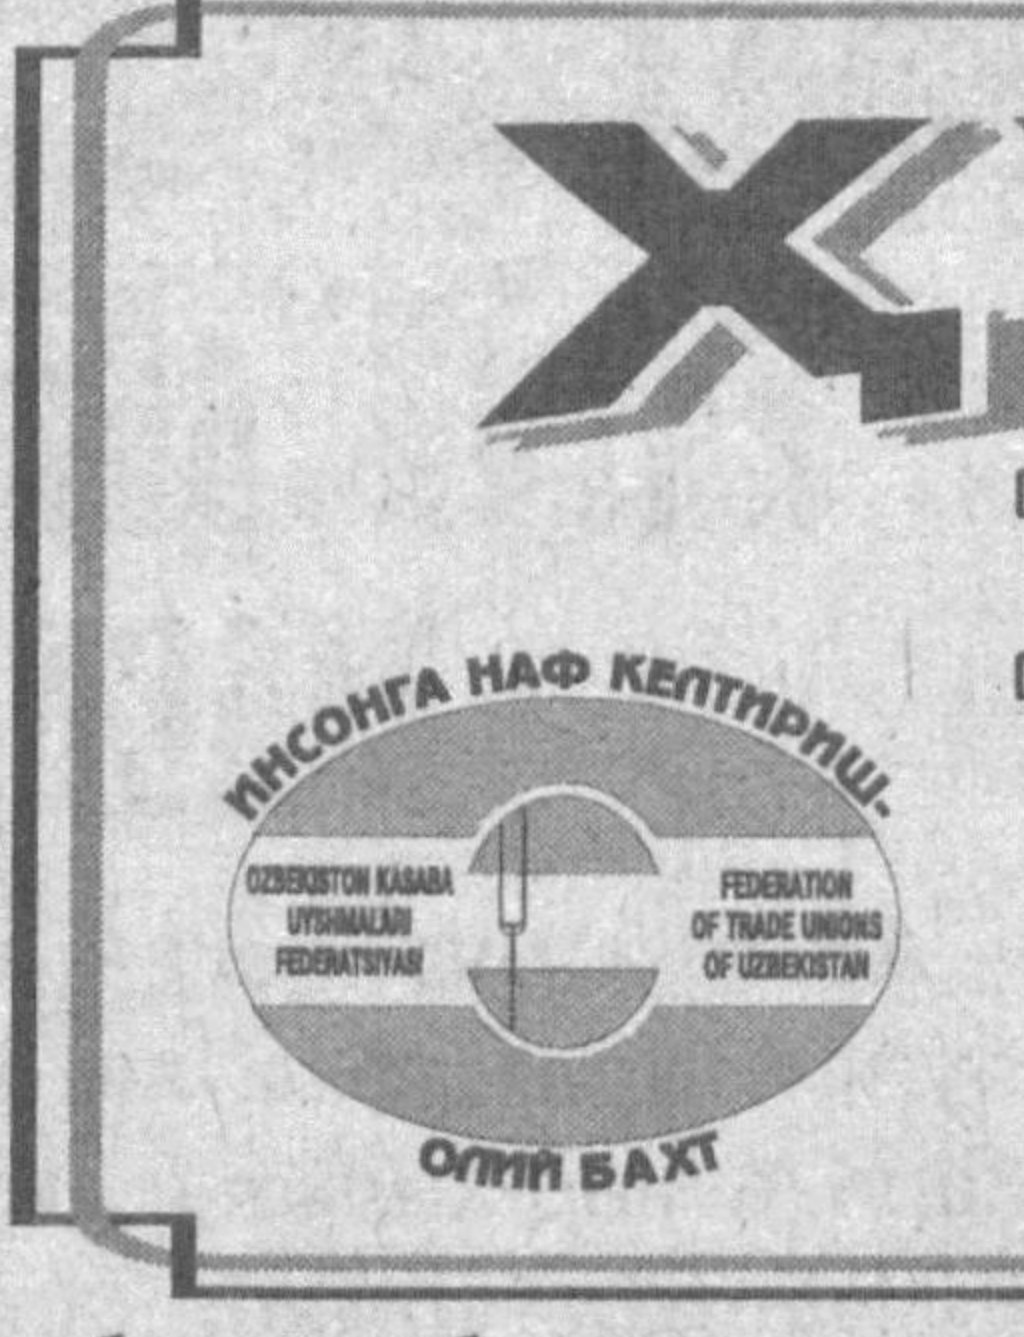 Ҳ
ИНСОНГА НАФ КЕЛТИРИШ-
OZBEKISTON KASABA
UYSHMALARI
FEDERATSIYASI
FEDERATION
OF TRADE UNIONS
OF UZBEKISTAN
ОЛИЙ БАХТ